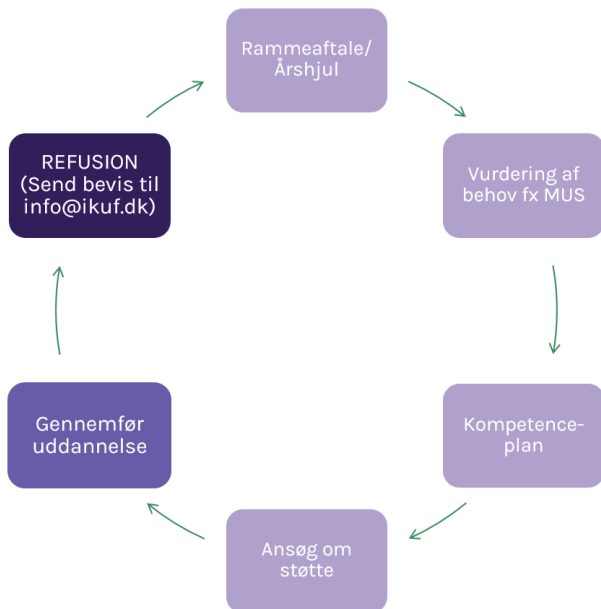 Rammeaftale/
Årshjul
Vurdering af
behov fx MUS
Kompetence-
plan
Ansøg om
støtte
Gennemfør
uddannelse
REFUSION
(Send bevis til
info@ikuf.dk)